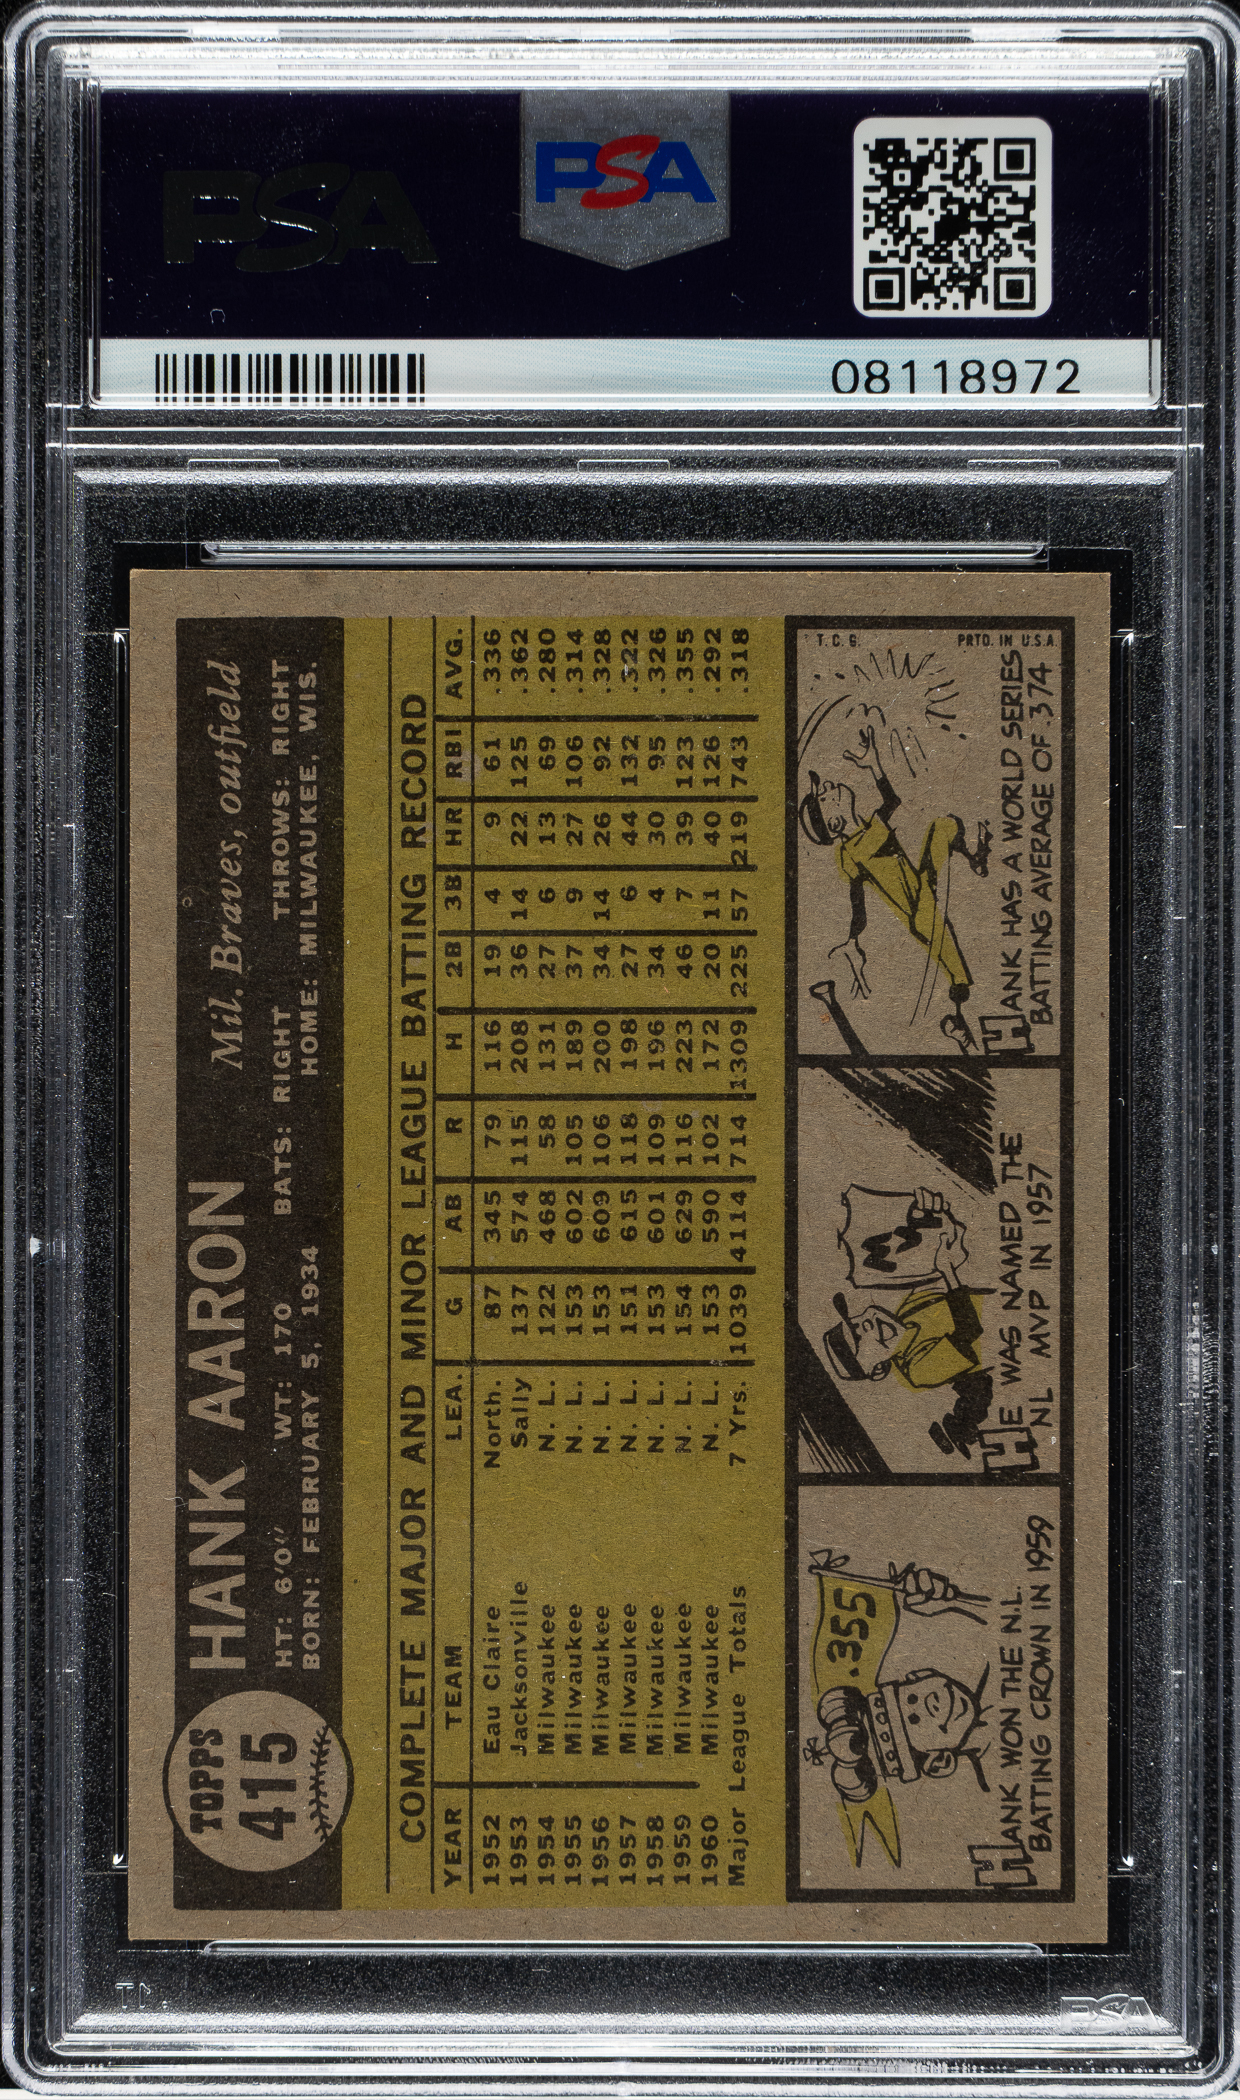 PSA
PSA
08118972
TOPPS
415
HANK AARON
Mil. Braves, outfield
HT: 6'0" WT: 170 BATS: RIGHT THROWS: RIGHT
BORN: FEBRUARY 5, 1934 HOME: MILWAUKEE, WIS.
COMPLETE MAJOR AND MINOR LEAGUE BATTING RECORD
YEAR TEAM LEA. G AB R H 2B 3B HR RBI AVG.
1952 Eau Claire North. 87 345 79 116 19 4 9 61 .336
1953 Jacksonville Sally 137 574 115 208 36 14 22 125 .362
1954 Milwaukee N. L. 122 468 58 131 27 6 13 69 .280
1955 Milwaukee N. L. 153 602 105 189 37 9 27 106 .314
1956 Milwaukee N. L. 153 609 106 200 34 14 26 92 .328
1957 Milwaukee N. L. 151 615 118 198 27 6 44 132 .322
1958 Milwaukee N. L. 153 601 109 196 34 4 30 95 .326
1959 Milwaukee N. L. 154 629 116 223 46 7 39 123 .355
1960 Milwaukee N. L. 153 590 102 172 20 11 40 126 .292
Major League Totals 7 Yrs. 1039 4114 714 1309 225 57 219 743 .318
.355
HANK WON THE N.L.
BATTING CROWN IN 1959
M
HE WAS NAMED THE
NL MVP IN 1957
T.C.G.
PRTD. IN U.S.A.
HANK HAS A WORLD SERIES
BATTING AVERAGE OF .374
PSA